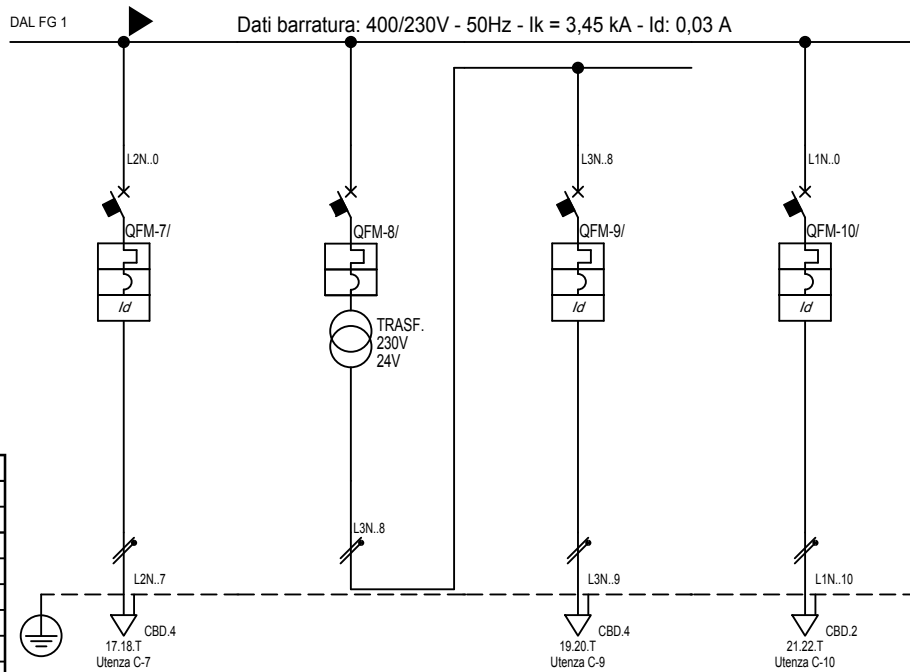 DAL FG 1
Dati barratura: 400/230V - 50Hz - Ik = 3,45 kA - Id: 0,03 A
L2N..0
L3N..8
L1N..0
QFM-7/
QFM-8/
QFM-9/
QFM-10/
Id
Id
Id
TRASF.
230V
24V
L3N..8
L2N..7
L3N..9
L1N..10
CBD.4
CBD.4
CBD.2
17.18.T
19.20.T
21.22.T
Utenza C-7
Utenza C-9
Utenza C-10